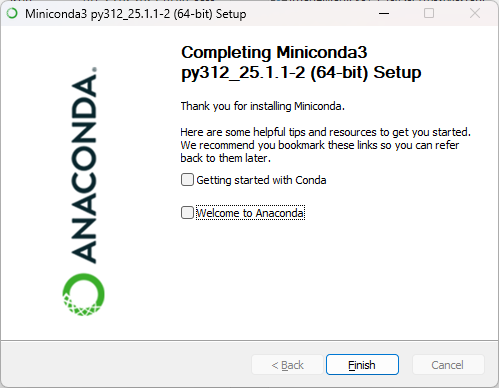 Miniconda3 py312_25.1.1-2 (64-bit) Setup
ANACONDA.
Completing Miniconda3
py312_25.1.1-2 (64-bit) Setup
Thank you for installing Miniconda.
Here are some helpful tips and resources to get you started.
We recommend you bookmark these links so you can refer
back to them later.
Getting started with Conda
Welcome to Anaconda
< Back
Finish
Cancel